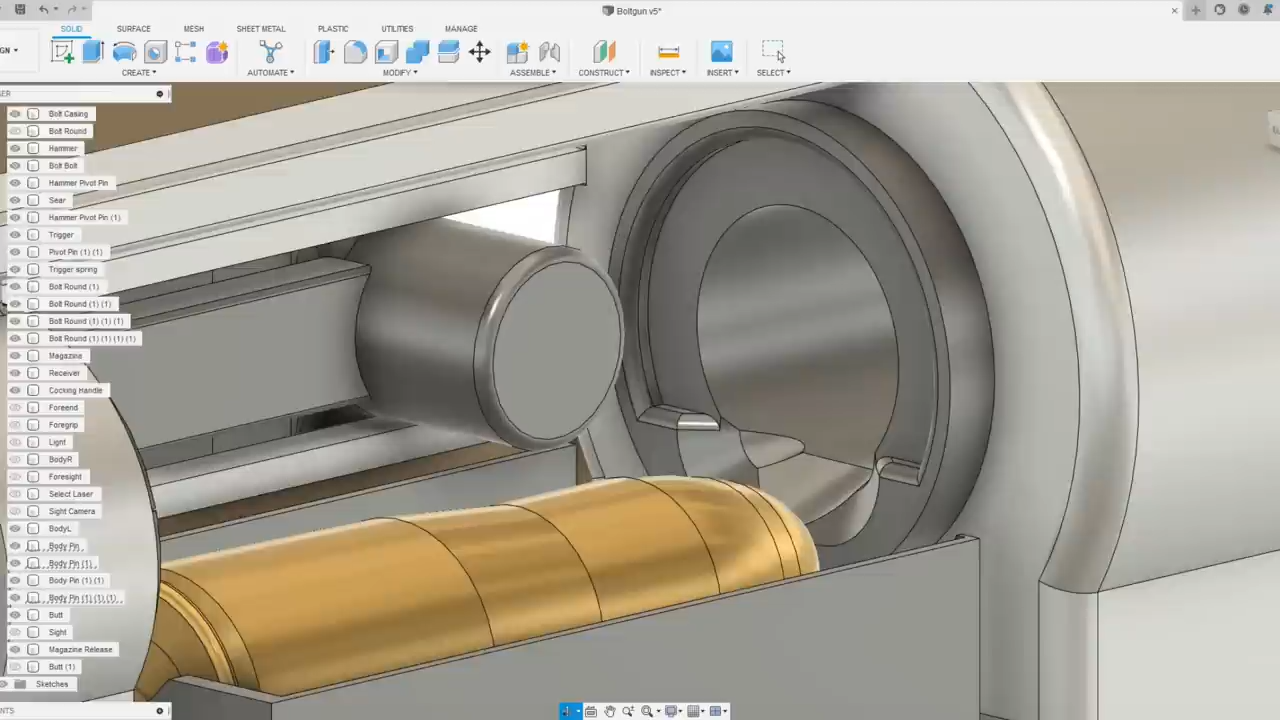 Boltgun v5*
SOLID SURFACE MESH SHEET METAL PLASTIC UTILITIES MANAGE
GN
CREATE AUTOMATE MODIFY ASSEMBLE CONSTRUCT INSPECT INSERT SELECT
SER
Bolt Casing
Bolt Round
Hammer
Bolt Bolt
Hammer Pivot Pin
Sear
Hammer Pivot Pin (1)
Trigger
Pivot Pin (1) (1)
Trigger spring
Bolt Round (1)
Bolt Round (1) (1)
Bolt Round (1) (1) (1)
Bolt Round (1) (1) (1) (1)
Magazine
Receiver
Cocking Handle
Foreend
Foregrip
Light
BodyR
Foresight
Select Laser
Sight Camera
BodyL
Body Pin
Body Pin (1)
Body Pin (1) (1)
Body Pin (1) (1) (1)
Butt
Sight
Magazine Release
Butt (1)
Sketches
NTS